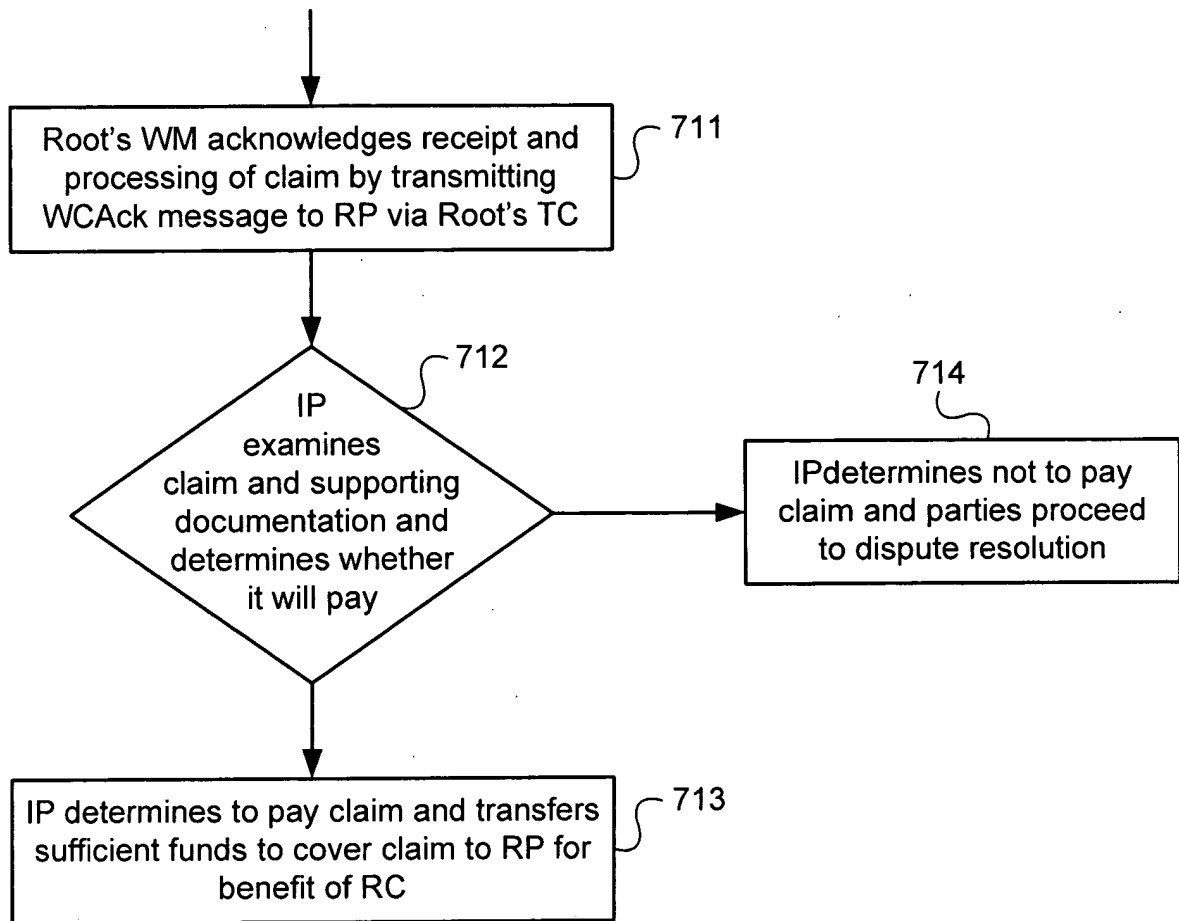 Root's WM acknowledges receipt and
processing of claim by transmitting
WCAck message to RP via Root's TC
711
712
IP
examines
claim and supporting
documentation and
determines whether
it will pay
714
IPdetermines not to pay
claim and parties proceed
to dispute resolution
IP determines to pay claim and transfers
sufficient funds to cover claim to RP for
benefit of RC
713